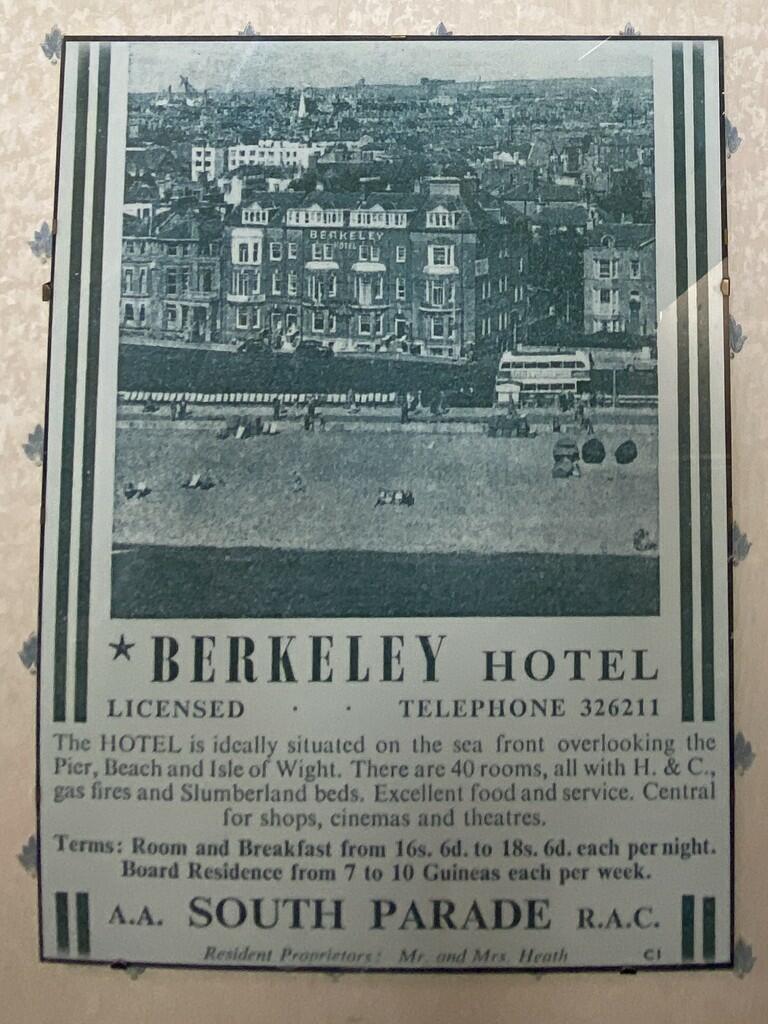 BERKELEY
HOTEL
★ BERKELEY HOTEL
LICENSED · · TELEPHONE 326211
The HOTEL is ideally situated on the sea front overlooking the
Pier, Beach and Isle of Wight. There are 40 rooms, all with H. & C.,
gas fires and Slumberland beds. Excellent food and service. Central
for shops, cinemas and theatres.
Terms: Room and Breakfast from 16s. 6d. to 18s. 6d. each per night.
Board Residence from 7 to 10 Guineas each per week.
A.A. SOUTH PARADE R.A.C.
Resident Proprietors: Mr. and Mrs. Heath C1